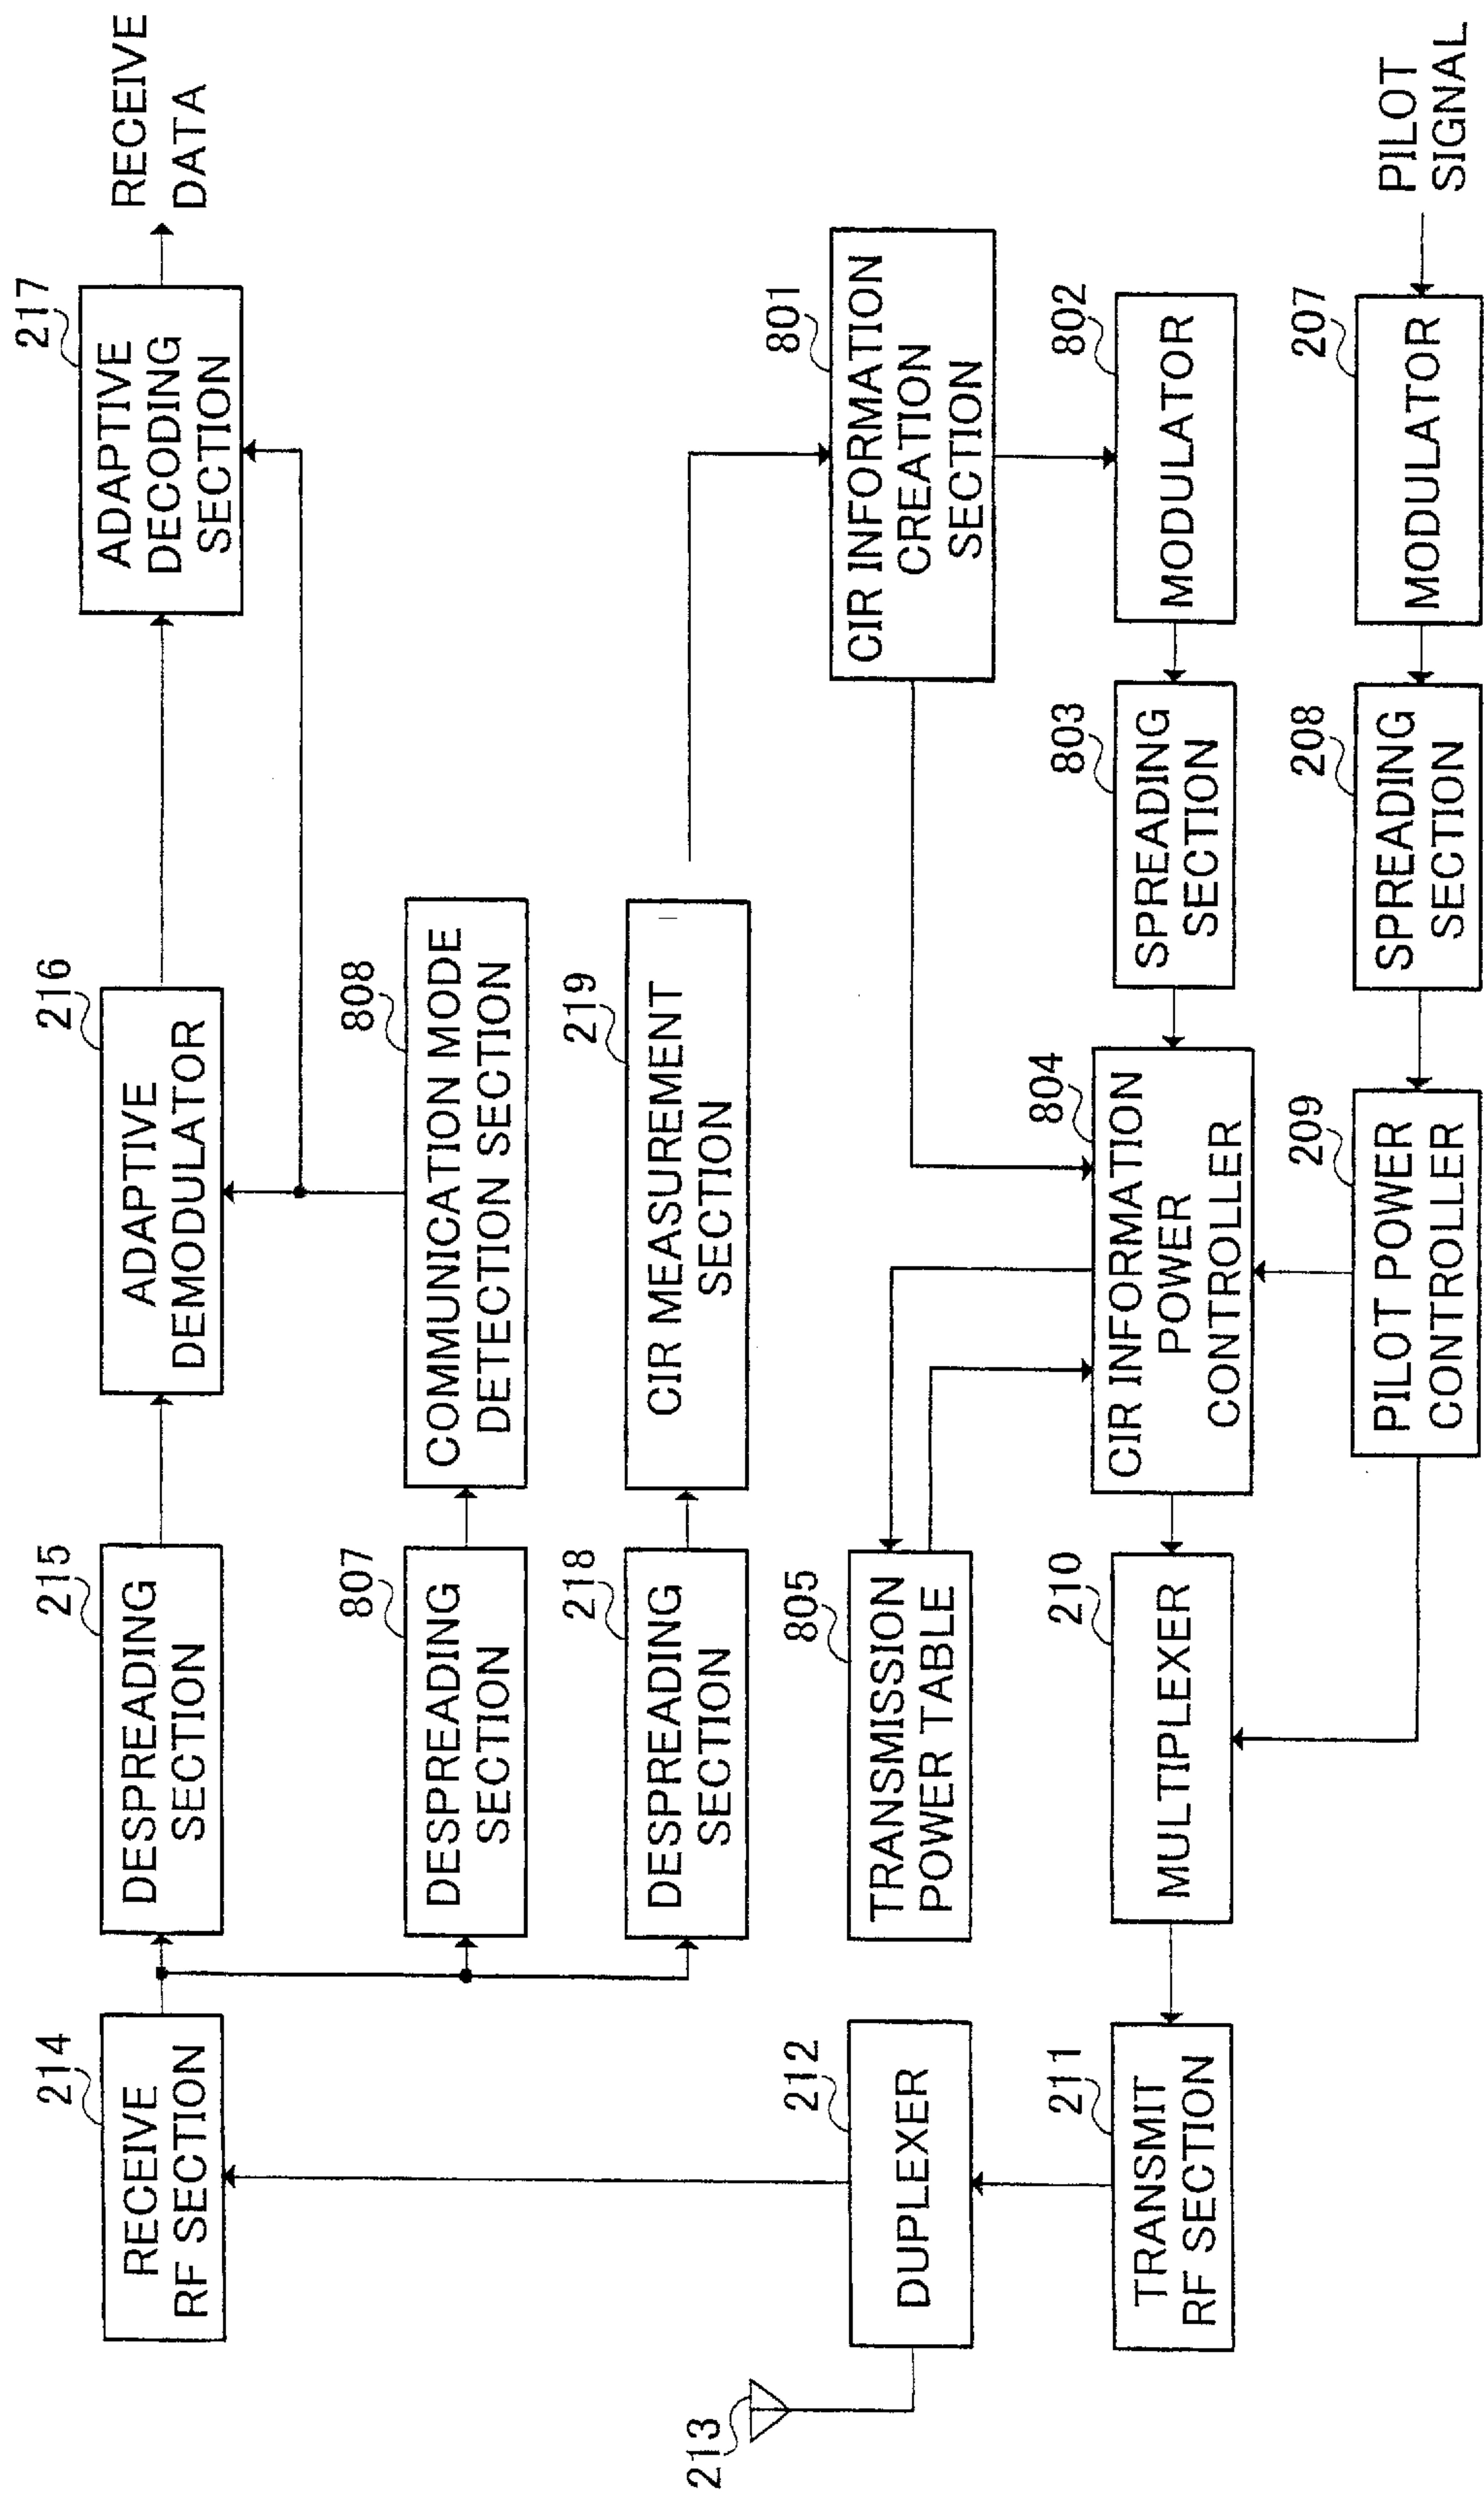 214
RECEIVE
RF SECTION
215
DESPREADING
SECTION
216
ADAPTIVE
DEMODULATOR
217
ADAPTIVE
DECODING
SECTION
RECEIVE
DATA
807
DESPREADING
SECTION
808
COMMUNICATION MODE
DETECTION SECTION
218
DESPREADING
SECTION
219
CIR MEASUREMENT
SECTION
213
212
DUPLEXER
805
TRANSMISSION
POWER TABLE
801
CIR INFORMATION
CREATION
SECTION
211
TRANSMIT
RF SECTION
210
MULTIPLEXER
804
CIR INFORMATION
POWER
CONTROLLER
803
SPREADING
SECTION
802
MODULATOR
209
PILOT POWER
CONTROLLER
208
SPREADING
SECTION
207
MODULATOR
PILOT
SIGNAL